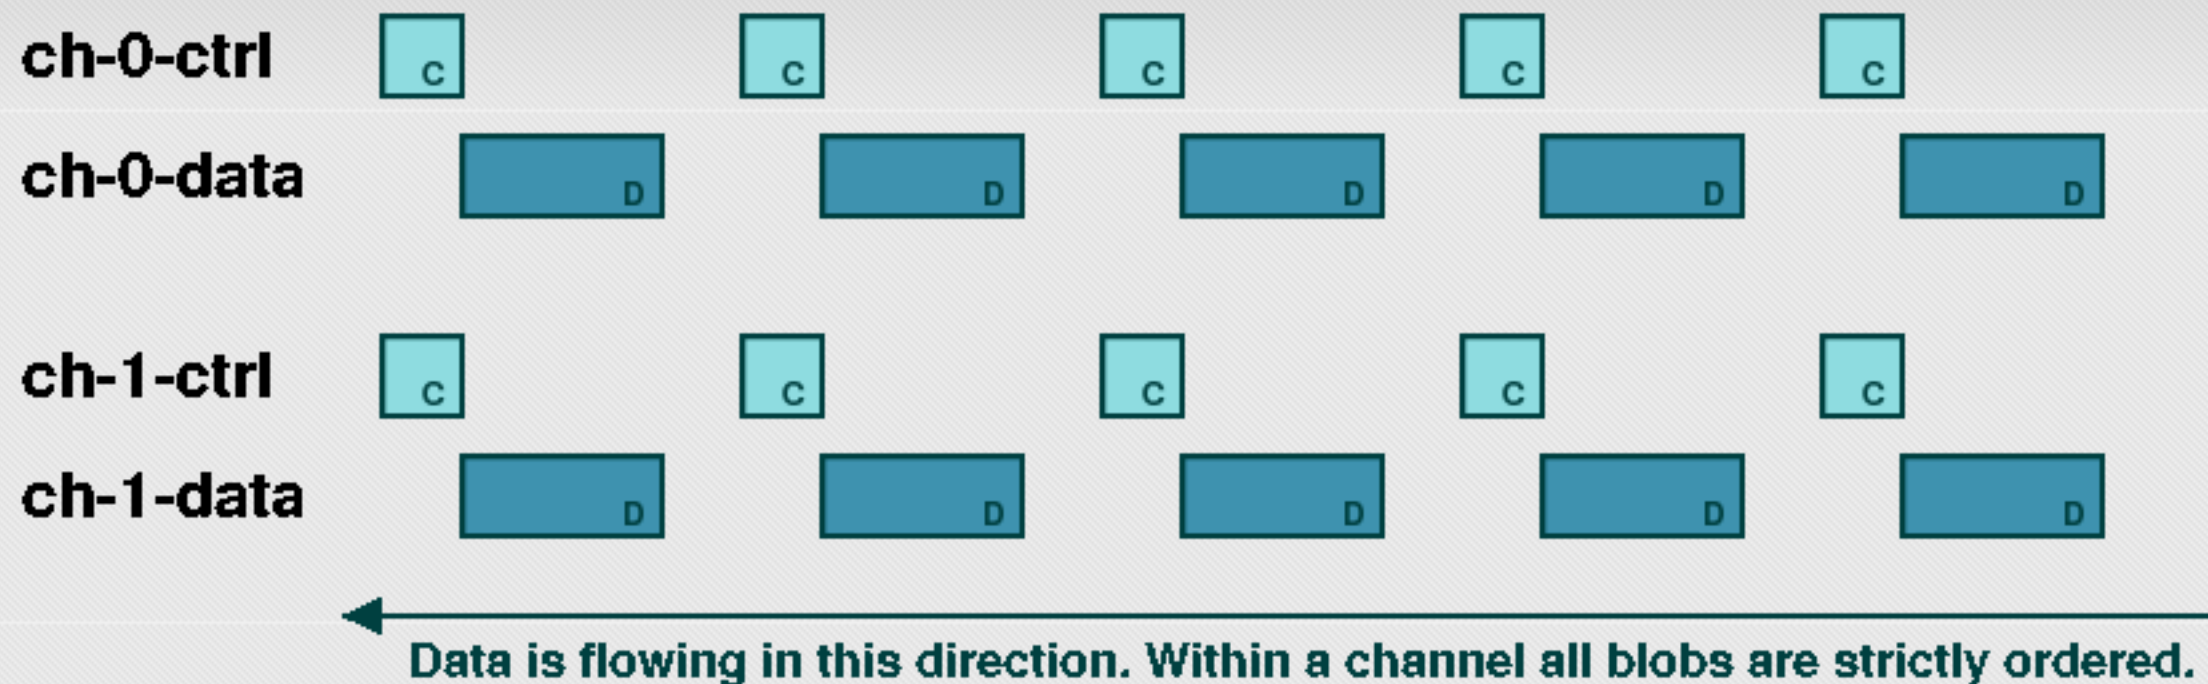 ch-0-ctrl C C C C C
ch-0-data D D D D D
ch-1-ctrl C C C C C
ch-1-data D D D D D
Data is flowing in this direction. Within a channel all blobs are strictly ordered.